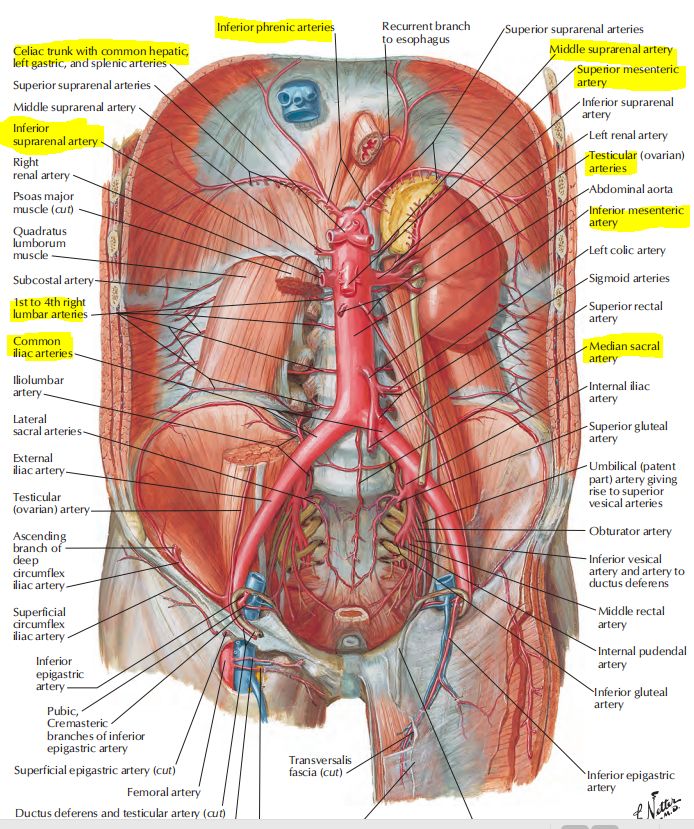 Inferior phrenic arteries
Recurrent branch
to esophagus
Superior suprarenal arteries
Celiac trunk with common hepatic,
left gastric, and splenic arteries
Superior suprarenal arteries
Middle suprarenal artery
Inferior
suprarenal artery
Right
renal artery
Psoas major
muscle (cut)
Quadratus
lumborum
muscle
Subcostal artery
1st to 4th right
lumbar arteries
Common
iliac arteries
Iliolumbar
artery
Lateral
sacral arteries
External
iliac artery
Testicular
(ovarian) artery
Ascending
branch of
deep
circumflex
iliac artery
Superficial
circumflex
iliac artery
Inferior
epigastric
artery
Pubic,
Cremasteric
branches of inferior
epigastric artery
Superficial epigastric artery (cut)
Femoral artery
Ductus deferens and testicular artery (cut)
Transversalis
fascia (cut)
Middle suprarenal artery
Superior mesenteric
artery
Inferior suprarenal
artery
Left renal artery
Testicular (ovarian)
arteries
Abdominal aorta
Inferior mesenteric
artery
Left colic artery
Sigmoid arteries
Superior rectal
artery
Median sacral
artery
Internal iliac
artery
Superior gluteal
artery
Umbilical (patent
part) artery giving
rise to superior
vesical arteries
Obturator artery
Inferior vesical
artery and artery to
ductus deferens
Middle rectal
artery
Internal pudendal
artery
Inferior gluteal
artery
Inferior epigastric
artery
F. Netter
M.D.